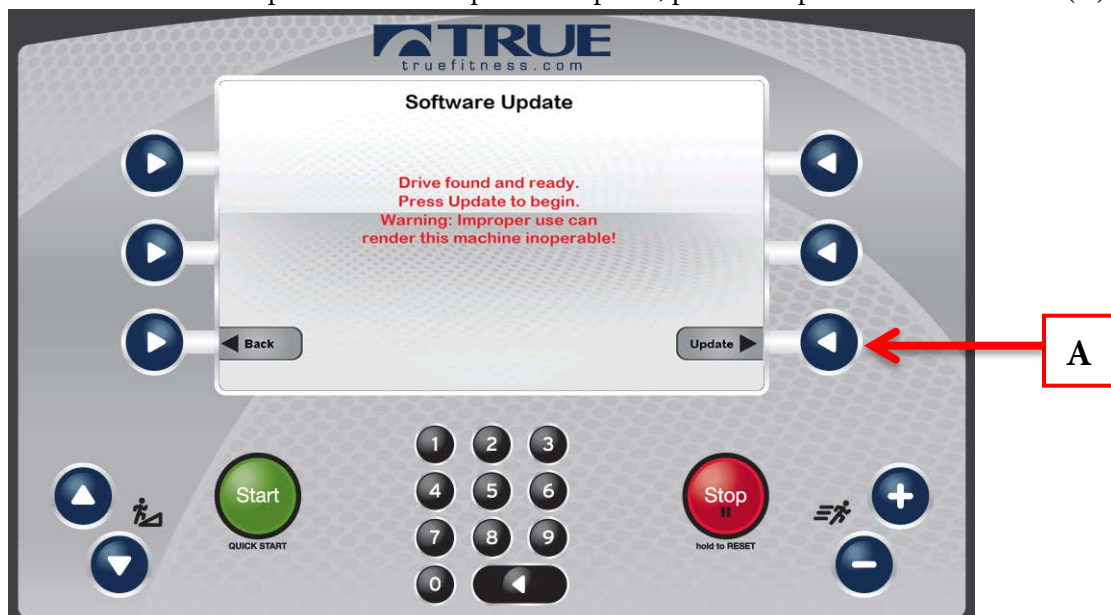 TRUE
truefitness.com
Software Update
Drive found and ready.
Press Update to begin.
Warning: Improper use can
render this machine inoperable!
Back
Update
A
1 2 3
4 5 6
7 8 9
0
Start
QUICK START
Stop
hold to RESET